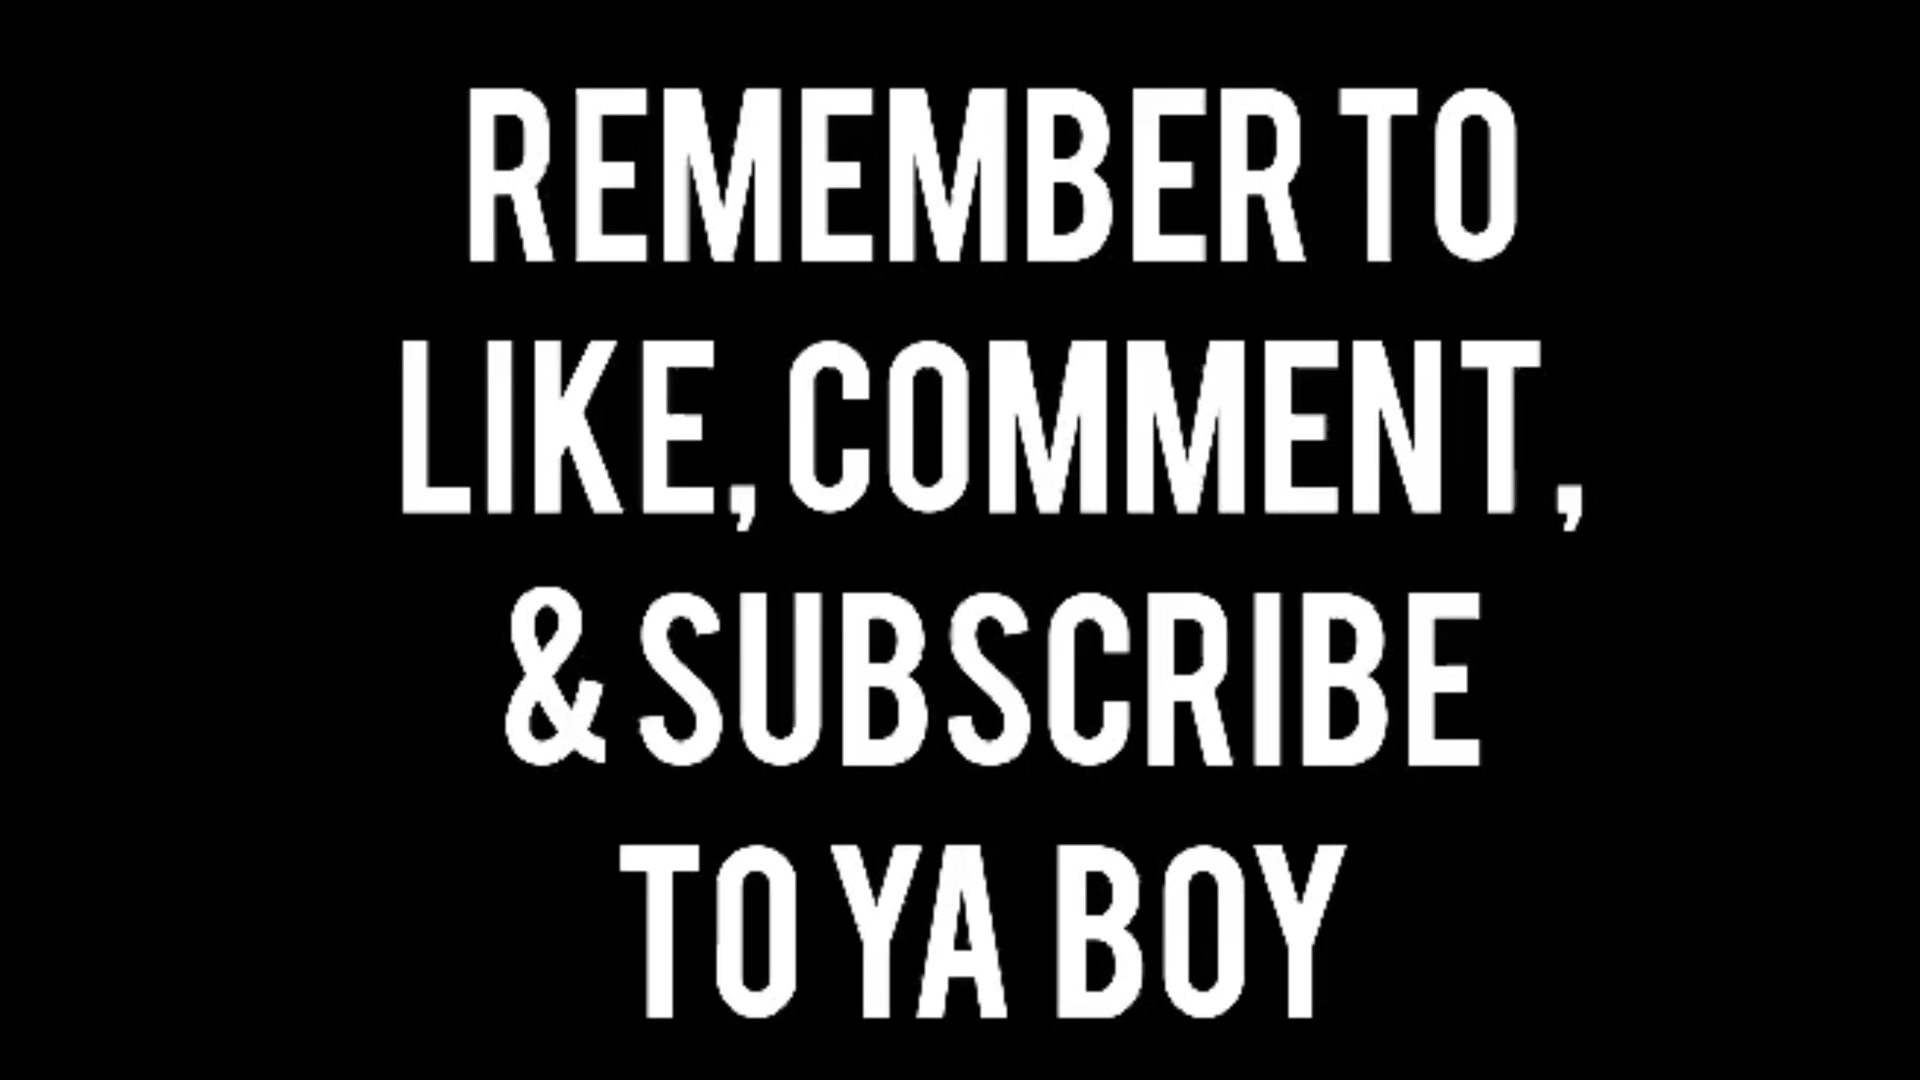 REMEMBER TO
LIKE, COMMENT,
& SUBSCRIBE
TO YA BOY